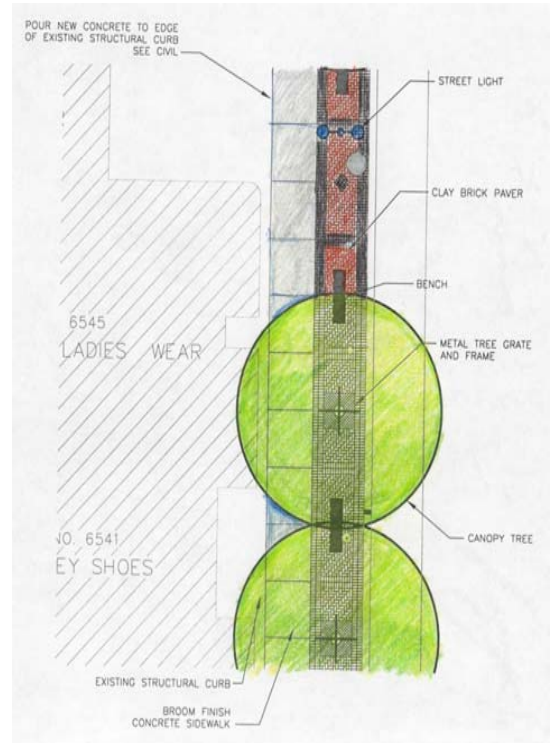 POUR NEW CONCRETE TO EDGE
OF EXISTING STRUCTURAL CURB
SEE CIVIL
STREET LIGHT
CLAY BRICK PAVER
BENCH
6545
LADIES WEAR
METAL TREE GRATE
AND FRAME
NO. 6541
EY SHOES
CANOPY TREE
EXISTING STRUCTURAL CURB
BROOM FINISH
CONCRETE SIDEWALK